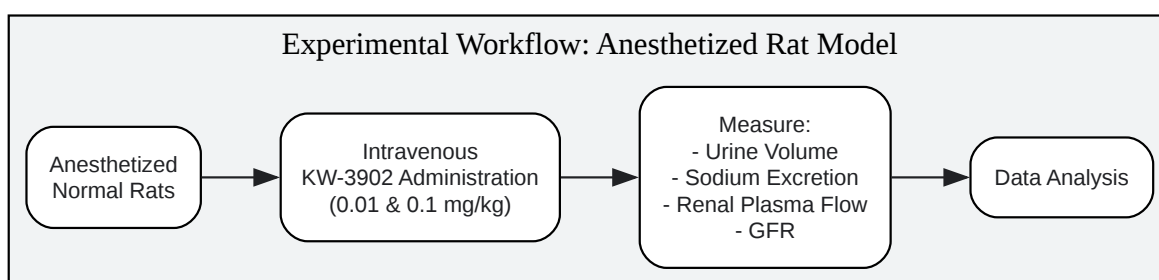 Experimental Workflow: Anesthetized Rat Model
Anesthetized
Normal Rats
Intravenous
KW-3902 Administration
(0.01 & 0.1 mg/kg)
Measure:
- Urine Volume
- Sodium Excretion
- Renal Plasma Flow
- GFR
Data Analysis